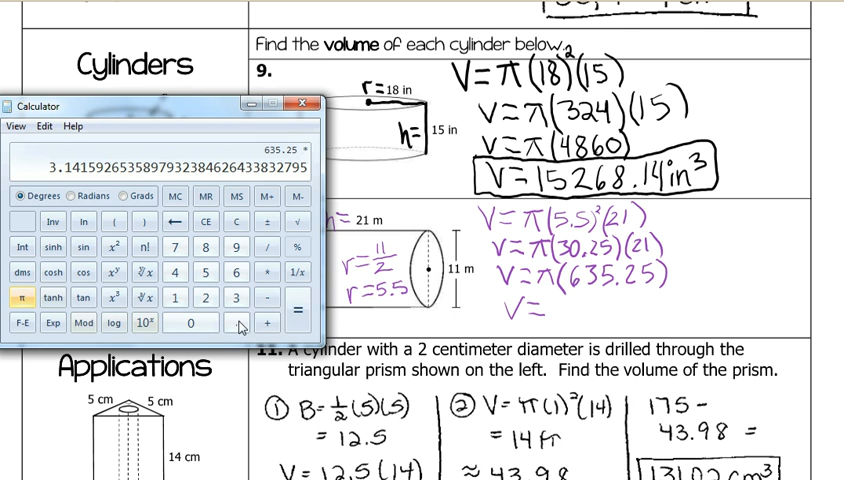 Find the volume of each cylinder below.
Cylinders
9.
r=18 in
h= 15 in
V=π(18)²(15)
V=π(324)(15)
V=π(4860)
V=15268.14in³
Calculator
View Edit Help
635.25 *
3.1415926535897932384626433832795
Degrees Radians Grads MC MR MS M+ M-
Inv ln ( ) ← CE C ± √
Int sinh sin x² n! 7 8 9 / %
dms cosh cos xʸ ʸ√x 4 5 6 * 1/x
π tanh tan x³ ³√x 1 2 3 - =
F-E Exp Mod log 10ˣ 0 . +
h= 21 m
r=11/2
r=5.5
11 m
V=π(5.5)²(21)
V=π(30.25)(21)
V=π(635.25)
V=
Applications
11. A cylinder with a 2 centimeter diameter is drilled through the
triangular prism shown on the left. Find the volume of the prism.
5 cm 5 cm
14 cm
① B=½(5)(5)
= 12.5
V= 12.5(14)
② V=π(1)²(14)
= 14π
≈ 43.98
175 -
43.98 =
131.02 cm³